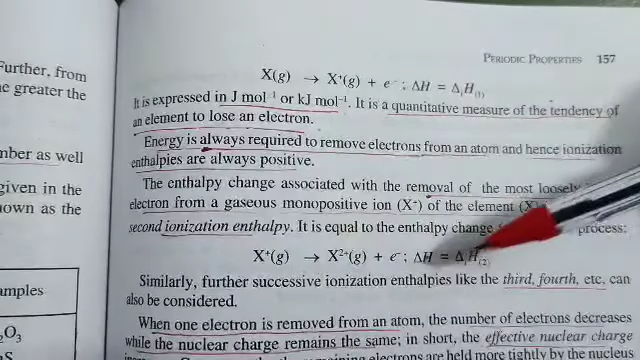 Further, from
e greater the
mber as well
given in the
nown as the
amples
₂O₃
PERIODIC PROPERTIES 157
X(g) → X⁺(g) + e⁻; ΔH = ΔᵢH₍₁₎
It is expressed in J mol⁻¹ or kJ mol⁻¹. It is a quantitative measure of the tendency of
an element to lose an electron.
Energy is always required to remove electrons from an atom and hence ionization
enthalpies are always positive.
The enthalpy change associated with the removal of the most loosely
electron from a gaseous monopositive ion (X⁺) of the element (X)
second ionization enthalpy. It is equal to the enthalpy change process:
X⁺(g) → X²⁺(g) + e⁻; ΔH = ΔᵢH₍₂₎
Similarly, further successive ionization enthalpies like the third, fourth, etc, can
also be considered.
When one electron is removed from an atom, the number of electrons decreases
while the nuclear charge remains the same; in short, the effective nuclear charge
electrons are held more tightly by the nucleus